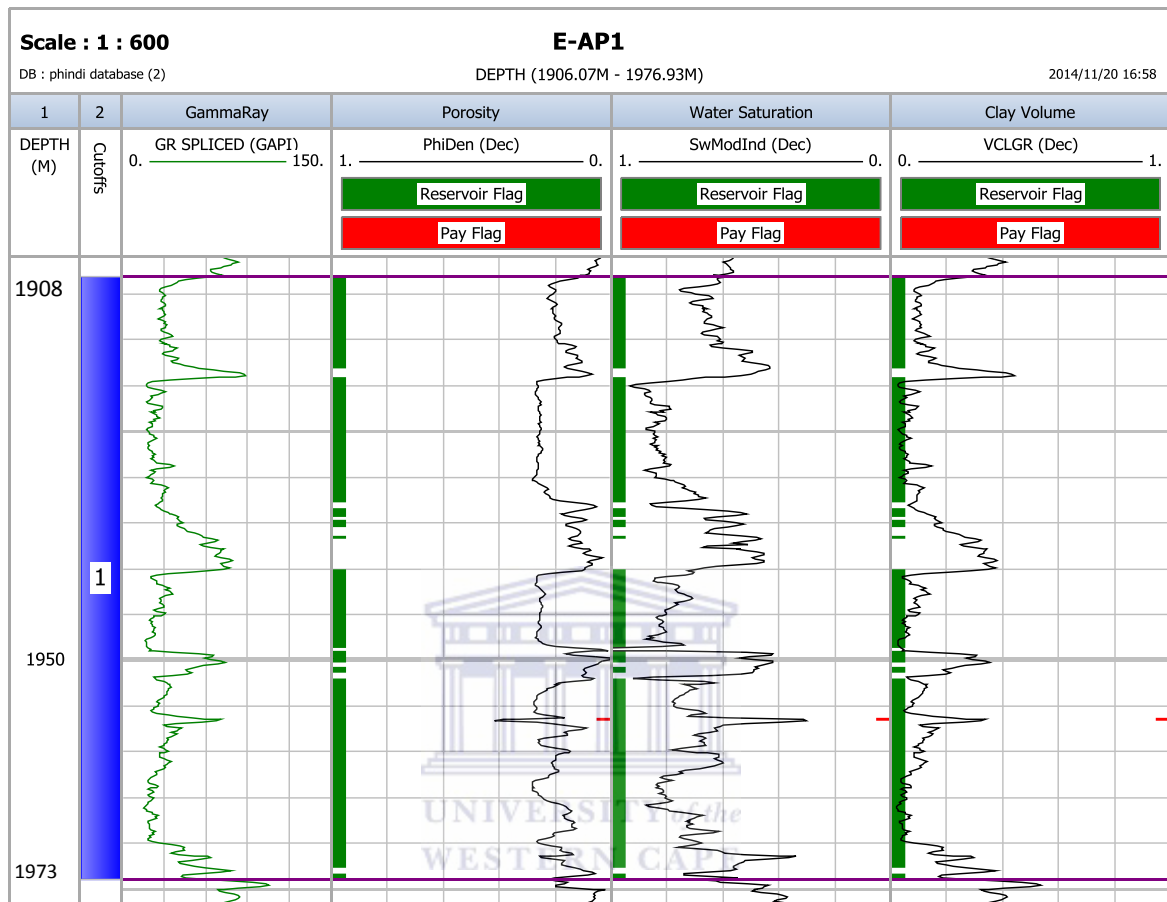 Scale : 1 : 600
E-AP1
DB : phindi database (2)
DEPTH (1906.07M - 1976.93M)
2014/11/20 16:58
1 2 GammaRay Porosity Water Saturation Clay Volume
DEPTH (M)
Cutoffs
GR SPLICED (GAPI)
0. 150.
PhiDen (Dec)
1. 0.
SwModInd (Dec)
1. 0.
VCLGR (Dec)
0. 1.
Reservoir Flag Reservoir Flag Reservoir Flag
Pay Flag Pay Flag Pay Flag
1908
1
1950
1973
UNIVERSITY of the
WESTERN CAPE